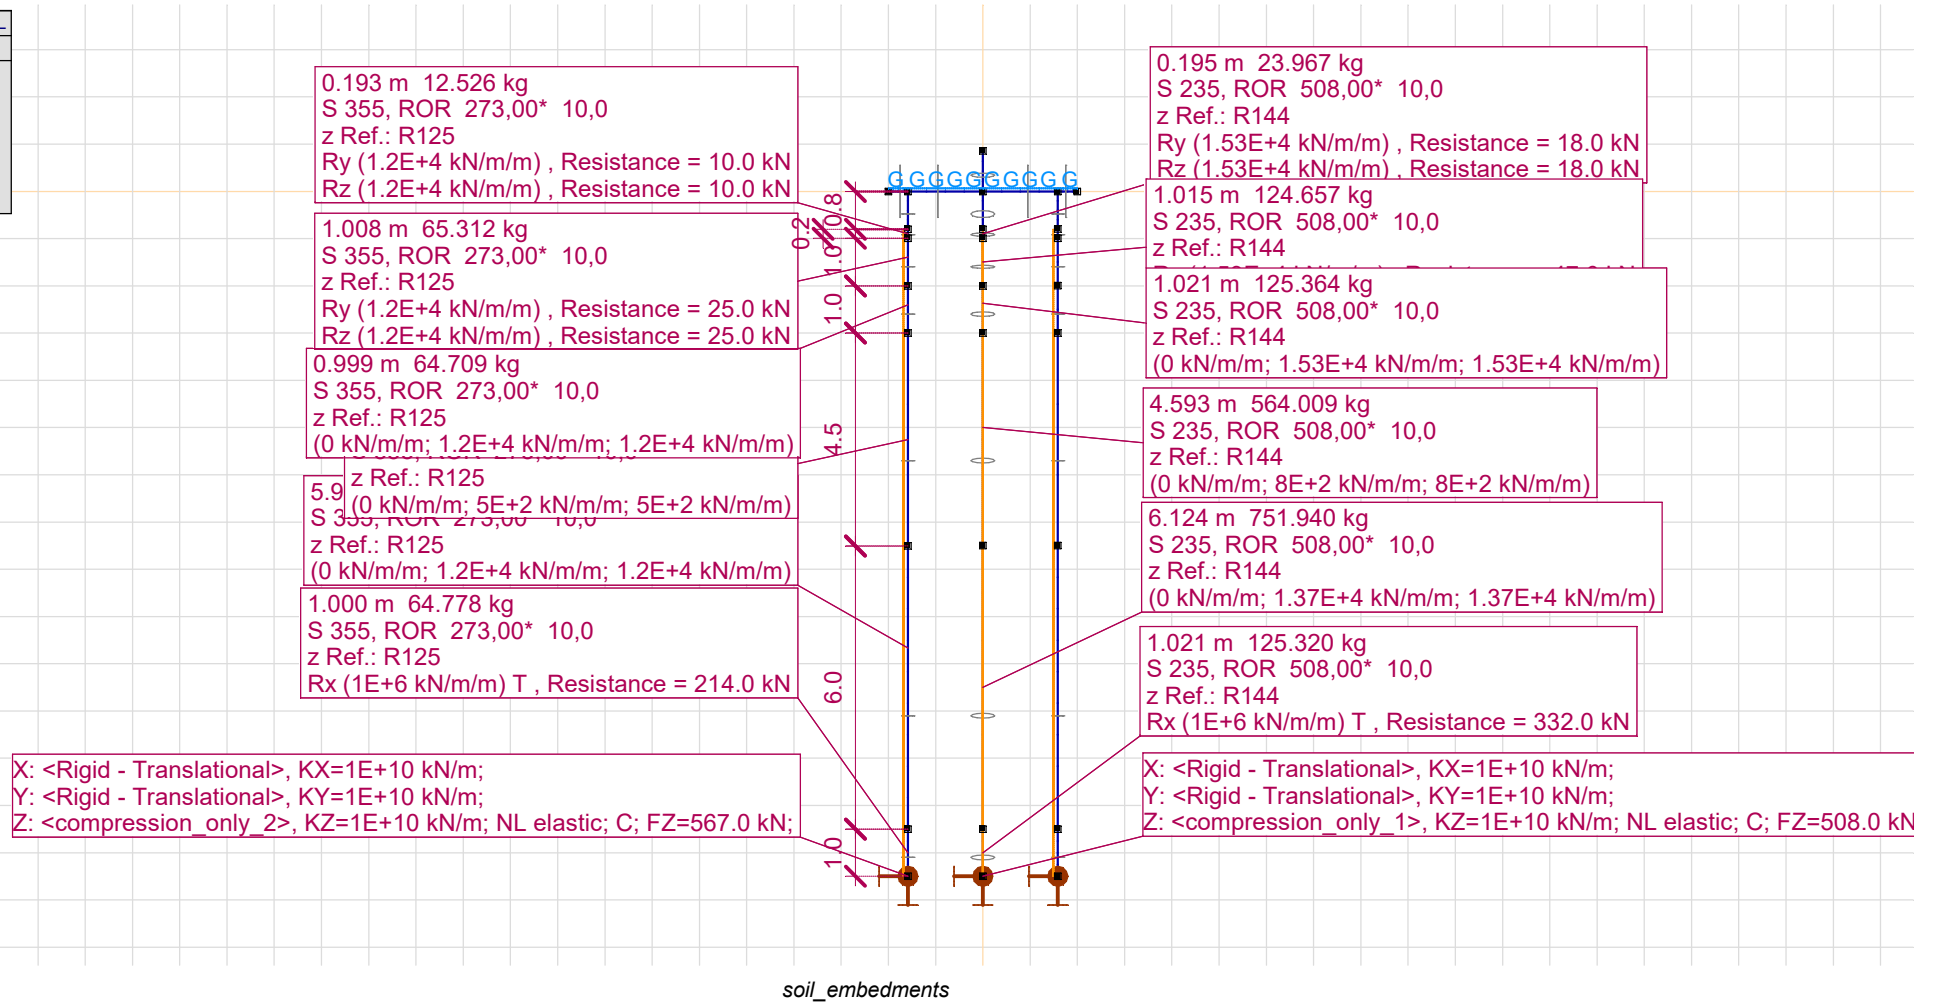 0.193 m  12.526 kg
S 355, ROR  273,00*  10,0
z Ref.: R125
Ry (1.2E+4 kN/m/m) , Resistance = 10.0 kN
Rz (1.2E+4 kN/m/m) , Resistance = 10.0 kN
1.008 m  65.312 kg
S 355, ROR  273,00*  10,0
z Ref.: R125
Ry (1.2E+4 kN/m/m) , Resistance = 25.0 kN
Rz (1.2E+4 kN/m/m) , Resistance = 25.0 kN
0.999 m  64.709 kg
S 355, ROR  273,00*  10,0
z Ref.: R125
(0 kN/m/m; 1.2E+4 kN/m/m; 1.2E+4 kN/m/m)
z Ref.: R125
(0 kN/m/m; 5E+2 kN/m/m; 5E+2 kN/m/m)
5.9
S 355, ROR  273,00*  10,0
z Ref.: R125
(0 kN/m/m; 1.2E+4 kN/m/m; 1.2E+4 kN/m/m)
1.000 m  64.778 kg
S 355, ROR  273,00*  10,0
z Ref.: R125
Rx (1E+6 kN/m/m) T , Resistance = 214.0 kN
X: <Rigid - Translational>, KX=1E+10 kN/m;
Y: <Rigid - Translational>, KY=1E+10 kN/m;
Z: <compression_only_2>, KZ=1E+10 kN/m; NL elastic; C; FZ=567.0 kN;
G G G G G G G G G
0.8
0.2
1.0
1.0
4.5
6.0
1.0
0.195 m  23.967 kg
S 235, ROR  508,00*  10,0
z Ref.: R144
Ry (1.53E+4 kN/m/m) , Resistance = 18.0 kN
Rz (1.53E+4 kN/m/m) , Resistance = 18.0 kN
1.015 m  124.657 kg
S 235, ROR  508,00*  10,0
z Ref.: R144
1.021 m  125.364 kg
S 235, ROR  508,00*  10,0
z Ref.: R144
(0 kN/m/m; 1.53E+4 kN/m/m; 1.53E+4 kN/m/m)
4.593 m  564.009 kg
S 235, ROR  508,00*  10,0
z Ref.: R144
(0 kN/m/m; 8E+2 kN/m/m; 8E+2 kN/m/m)
6.124 m  751.940 kg
S 235, ROR  508,00*  10,0
z Ref.: R144
(0 kN/m/m; 1.37E+4 kN/m/m; 1.37E+4 kN/m/m)
1.021 m  125.320 kg
S 235, ROR  508,00*  10,0
z Ref.: R144
Rx (1E+6 kN/m/m) T , Resistance = 332.0 kN
X: <Rigid - Translational>, KX=1E+10 kN/m;
Y: <Rigid - Translational>, KY=1E+10 kN/m;
Z: <compression_only_1>, KZ=1E+10 kN/m; NL elastic; C; FZ=508.0 kN
soil_embedments